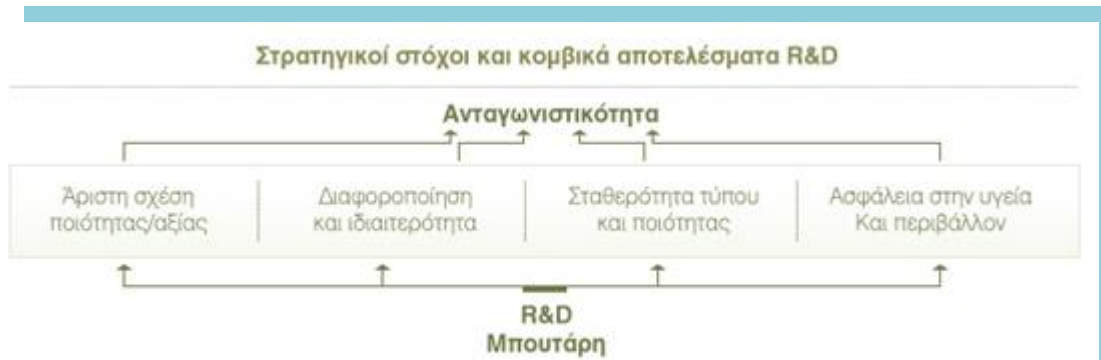 Στρατηγικοί στόχοι και κομβικά αποτελέσματα R&D
Ανταγωνιστικότητα
Άριστη σχέση
ποιότητας/αξίας
Διαφοροποίηση
και ιδιαιτερότητα
Σταθερότητα τύπου
και ποιότητας
Ασφάλεια στην υγεία
Και περιβάλλον
R&D
Μπουτάρη